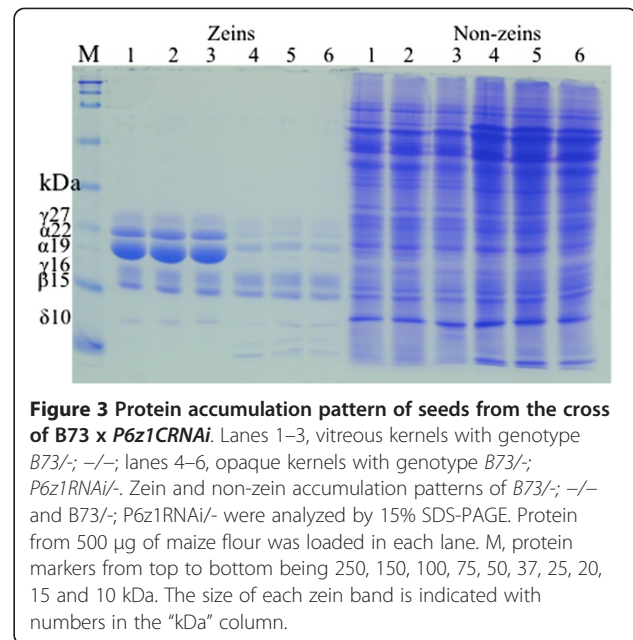 Zeins Non-zeins
M 1 2 3 4 5 6 1 2 3 4 5 6
kDa
γ27
α22
α19
γ16
β15
δ10
Figure 3 Protein accumulation pattern of seeds from the cross
of B73 x P6z1CRNAi. Lanes 1–3, vitreous kernels with genotype
B73/-; –/–; lanes 4–6, opaque kernels with genotype B73/-;
P6z1RNAi/-. Zein and non-zein accumulation patterns of B73/-; –/–
and B73/-; P6z1RNAi/- were analyzed by 15% SDS-PAGE. Protein
from 500 μg of maize flour was loaded in each lane. M, protein
markers from top to bottom being 250, 150, 100, 75, 50, 37, 25, 20,
15 and 10 kDa. The size of each zein band is indicated with
numbers in the “kDa” column.